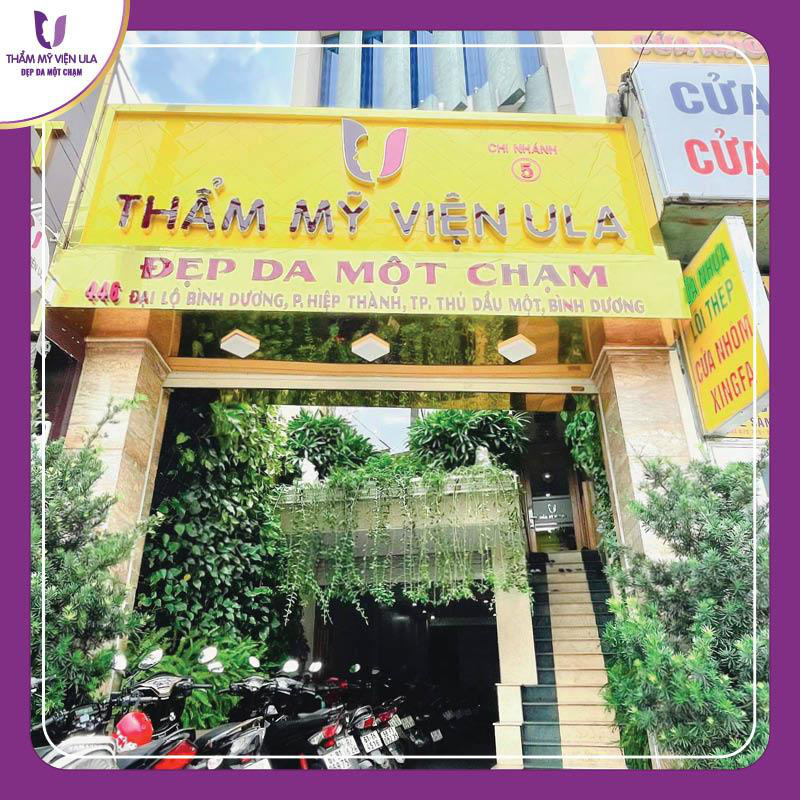 THẨM MỸ VIỆN ULA
ĐẸP DA MỘT CHẠM
CHI NHÁNH
5
THẨM MỸ VIỆN ULA
ĐẸP DA MỘT CHẠM
446 ĐẠI LỘ BÌNH DƯƠNG, P. HIỆP THÀNH, TP. THỦ DẦU MỘT, BÌNH DƯƠNG
CỬA
CỬA
NHỰA
LÕI THÉP
CỬA NHÔM
XINGFA